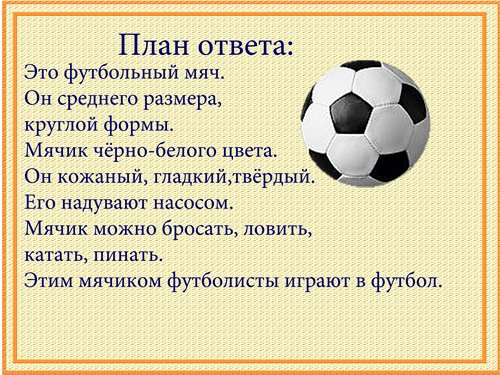 План ответа:
Это футбольный мяч.
Он среднего размера,
круглой формы.
Мячик чёрно-белого цвета.
Он кожаный, гладкий,твёрдый.
Его надувают насосом.
Мячик можно бросать, ловить,
катать, пинать.
Этим мячиком футболисты играют в футбол.